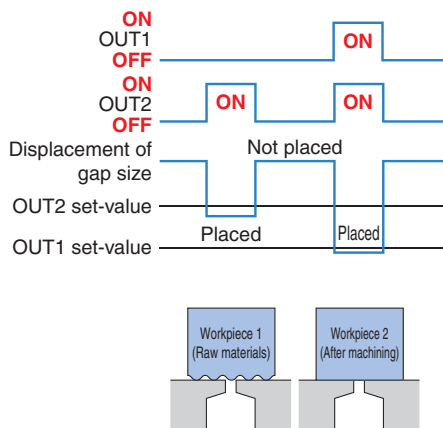 ON
OUT1
OFF
ON
ON
OUT2
OFF
ON
ON
Displacement of
gap size
Not placed
OUT2 set-value
Placed
Placed
OUT1 set-value
Workpiece 1
(Raw materials)
Workpiece 2
(After machining)